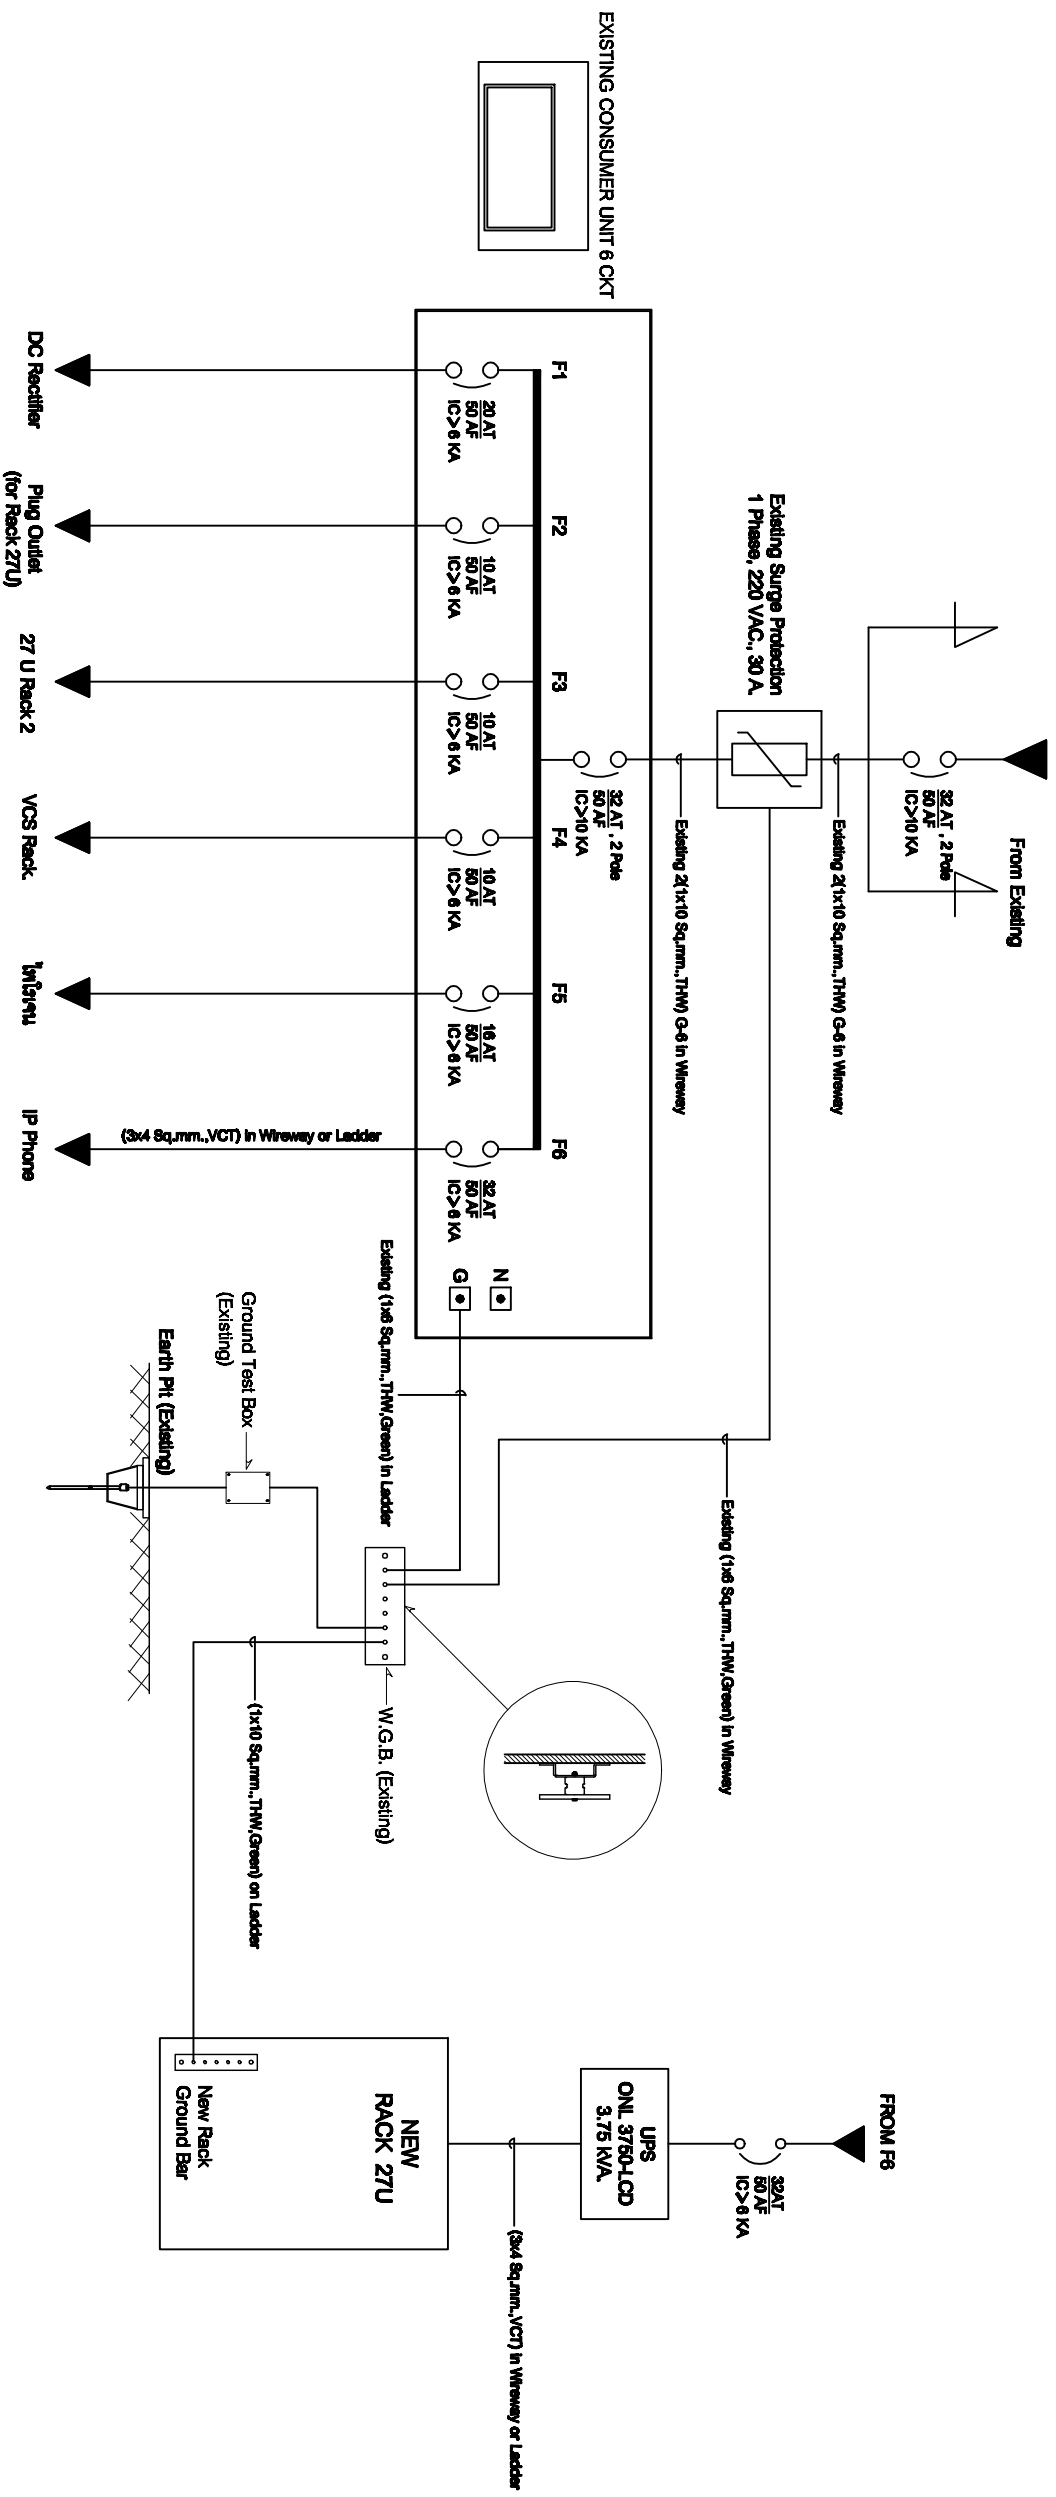 From Existing
32 AT , 2 Pole
50 AF
IC>10 KA
Existing 2(1x10 Sq.mm.,THW) G-6 in Wireway
Existing Surge Protection
1 Phase, 220 VAC., 30 A.
Existing 2(1x10 Sq.mm.,THW) G-6 in Wireway
EXISTING CONSUMER UNIT 6 CKT
32 AT , 2 Pole
50 AF
IC>10 KA
F1
F2
F3
F4
F5
F6
20 AT
50 AF
IC>6 KA
10 AT
50 AF
IC>6 KA
10 AT
50 AF
IC>6 KA
10 AT
50 AF
IC>6 KA
16 AT
50 AF
IC>6 KA
32 AT
50 AF
IC>6 KA
N
G
(3x4 Sq.mm.,VCT) in Wireway or Ladder
DC Rectifier
Plug Outlet
(for Rack 27U)
27 U Rack 2
VCS Rack.
IP Phone
Existing (1x6 Sq.mm.,THW,Green) in Wireway
Existing (1x6 Sq.mm.,THW,Green) in Ladder
W.G.B. (Existing)
Ground Test Box
(Existing)
Earth Pit (Existing)
(1x10 Sq.mm.,THW,Green) on Ladder
FROM F6
32AT
50 AF
IC>6 KA
UPS
ONL 3750-LCD
3.75 kVA.
(3x4 Sq.mm.,VCT) in Wireway or Ladder
NEW
RACK 27U
New Rack
Ground Bar